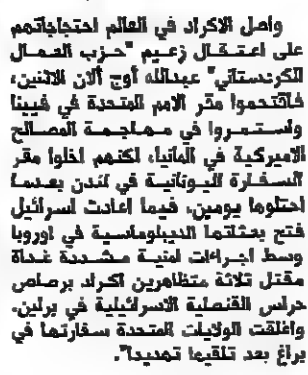 واصل الاكراد في العالم احتجاجاتهم
على اعتقال زعيم "حزب العمال
الكردستاني" عبدالله أوج ألان الاثنين،
فاقتحموا مقر الامم المتحدة في فيينا
واستمروا في مهاجمة المصالح
الاميركية في المانيا، لكنهم اخلوا مقر
السفارة اليونانية في لندن بعدما
احتلوها يومين، فيما اعادت اسرائيل
فتح بعثاتها الديبلوماسية في اوروبا
وسط اجراءات امنية مشددة غداة
مقتل ثلاثة متظاهرين اكراد برصاص
حراس القنصلية الاسرائيلية في برلين.
واغلقت الولايات المتحدة سفارتها في
براغ بعد تلقيها تهديدا".